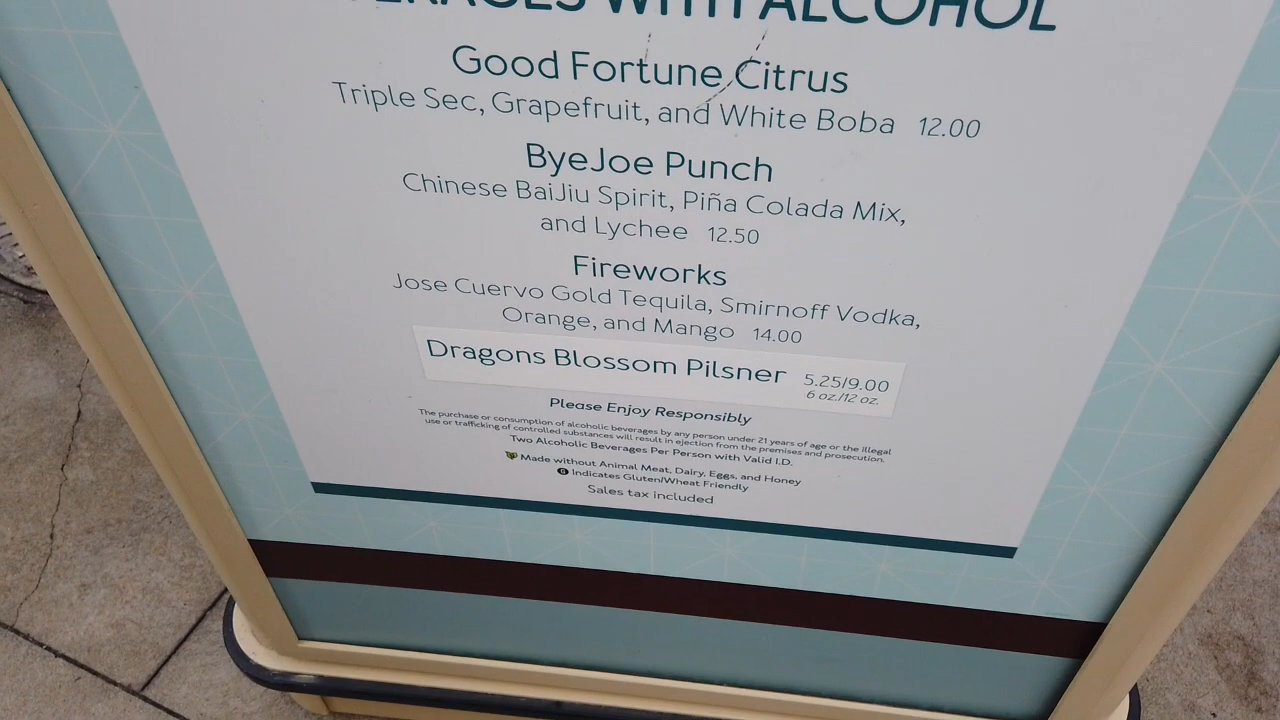 WITH ALCOHOL
Good Fortune Citrus
Triple Sec, Grapefruit, and White Boba 12.00
ByeJoe Punch
Chinese BaiJiu Spirit, Piña Colada Mix,
and Lychee 12.50
Fireworks
Jose Cuervo Gold Tequila, Smirnoff Vodka,
Orange, and Mango 14.00
Dragons Blossom Pilsner 5.25/9.00
6 oz./12 oz.
Please Enjoy Responsibly
The purchase or consumption of alcoholic beverages by any person under 21 years of age or the illegal
use or trafficking of controlled substances will result in ejection from the premises and prosecution.
Two Alcoholic Beverages Per Person with Valid I.D.
Made without Animal Meat, Dairy, Eggs, and Honey
G Indicates Gluten/Wheat Friendly
Sales tax included